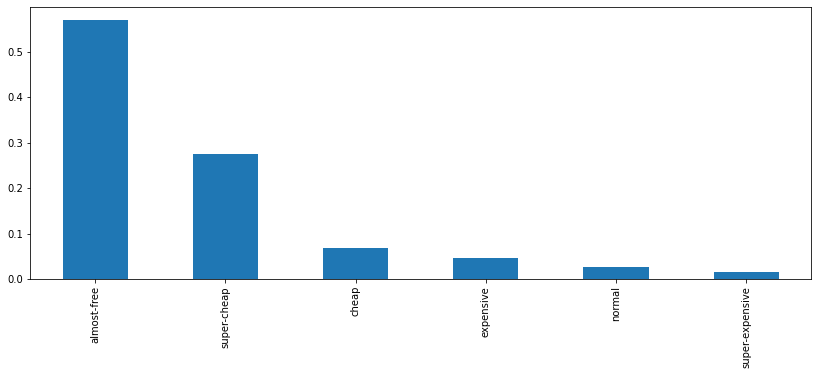 0.5
0.4
0.3
0.2
0.1
0.0
almost-free
super-cheap
cheap
expensive
normal
super-expensive